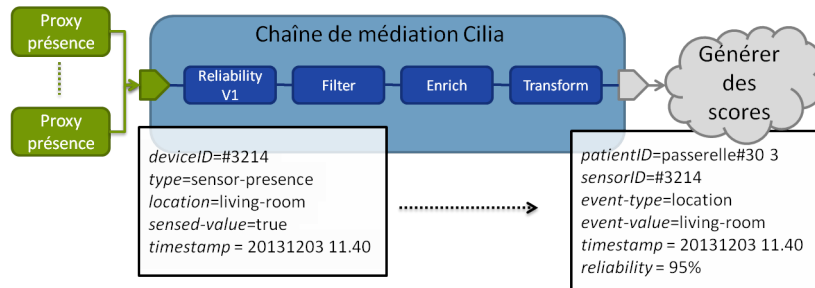 Proxy
présence
Proxy
présence
Chaîne de médiation Cilia
Reliability
V1
Filter
Enrich
Transform
Générer
des
scores
deviceID=#3214
type=sensor-presence
location=living-room
sensed-value=true
timestamp = 20131203 11.40
patientID=passerelle#30 3
sensorID=#3214
event-type=location
event-value=living-room
timestamp = 20131203 11.40
reliability = 95%